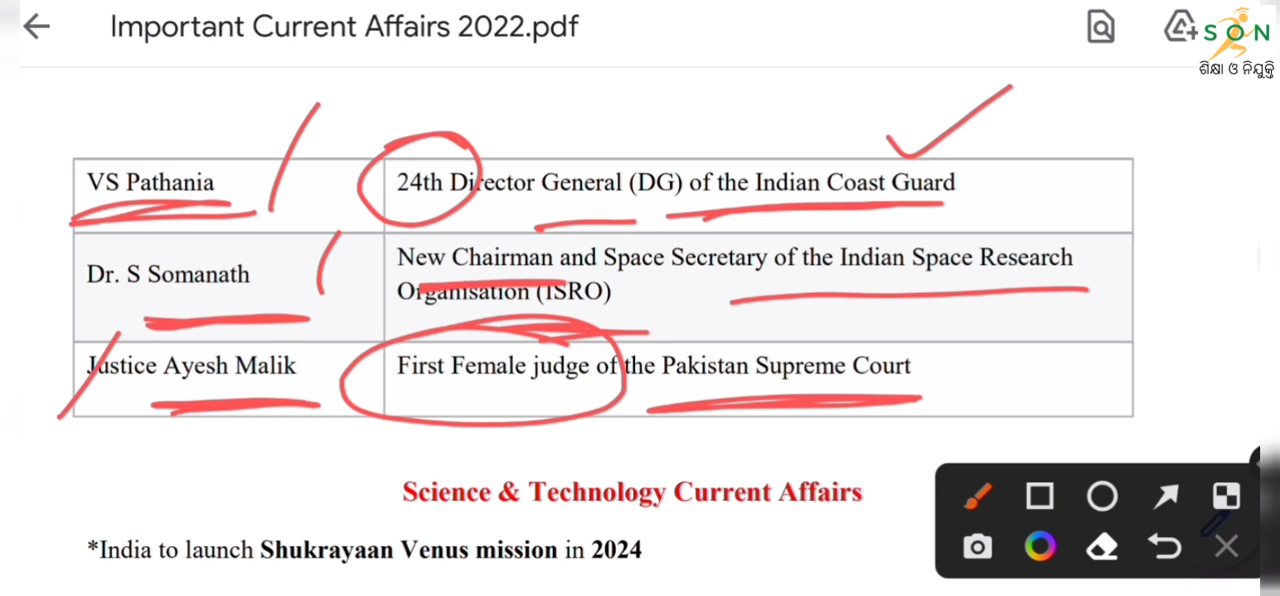 Important Current Affairs 2022.pdf
SON
ଶିକ୍ଷା ଓ ନିଯୁକ୍ତି
VS Pathania
24th Director General (DG) of the Indian Coast Guard
Dr. S Somanath
New Chairman and Space Secretary of the Indian Space Research
Organisation (ISRO)
Justice Ayesh Malik
First Female judge of the Pakistan Supreme Court
Science & Technology Current Affairs
*India to launch Shukrayaan Venus mission in 2024